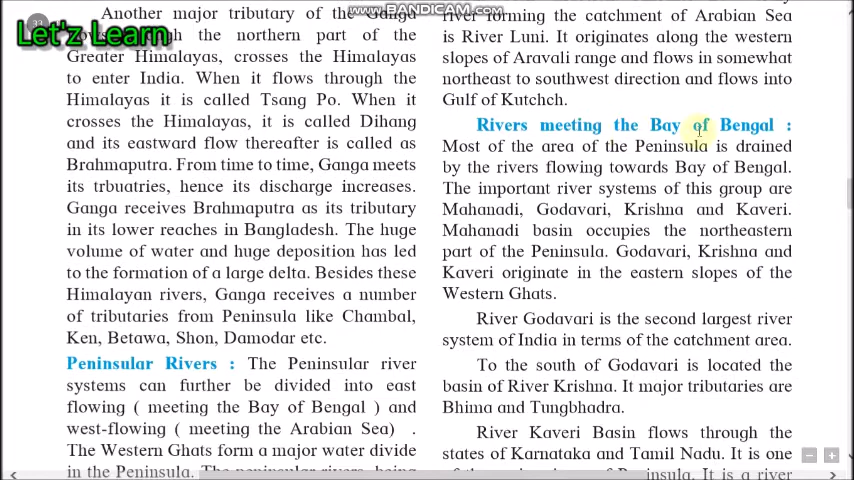 www.BANDICAM.com
Another major tributary of the Ganga
through the northern part of the
Greater Himalayas, crosses the Himalayas
to enter India. When it flows through the
Himalayas it is called Tsang Po. When it
crosses the Himalayas, it is called Dihang
and its eastward flow thereafter is called as
Brahmaputra. From time to time, Ganga meets
its trbuatries, hence its discharge increases.
Ganga receives Brahmaputra as its tributary
in its lower reaches in Bangladesh. The huge
volume of water and huge deposition has led
to the formation of a large delta. Besides these
Himalayan rivers, Ganga receives a number
of tributaries from Peninsula like Chambal,
Ken, Betawa, Shon, Damodar etc.
Peninsular Rivers : The Peninsular river
systems can further be divided into east
flowing ( meeting the Bay of Bengal ) and
west-flowing ( meeting the Arabian Sea) .
The Western Ghats form a major water divide
in the Peninsula. The peninsular rivers, being
river forming the catchment of Arabian Sea
is River Luni. It originates along the western
slopes of Aravali range and flows in somewhat
northeast to southwest direction and flows into
Gulf of Kutchch.
Rivers meeting the Bay of Bengal :
Most of the area of the Peninsula is drained
by the rivers flowing towards Bay of Bengal.
The important river systems of this group are
Mahanadi, Godavari, Krishna and Kaveri.
Mahanadi basin occupies the northeastern
part of the Peninsula. Godavari, Krishna and
Kaveri originate in the eastern slopes of the
Western Ghats.
River Godavari is the second largest river
system of India in terms of the catchment area.
To the south of Godavari is located the
basin of River Krishna. It major tributaries are
Bhima and Tungbhadra.
River Kaveri Basin flows through the
states of Karnataka and Tamil Nadu. It is one
of Peninsula. It is a river
33
Let'z Learn